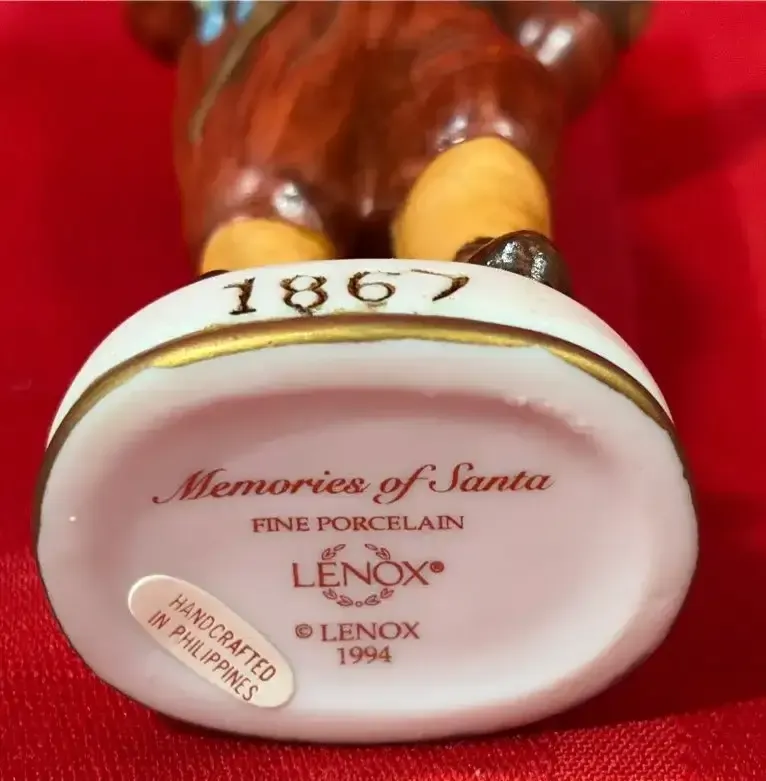 1867
Memories of Santa
FINE PORCELAIN
LENOX®
© LENOX
1994
HANDCRAFTED
IN PHILIPPINES